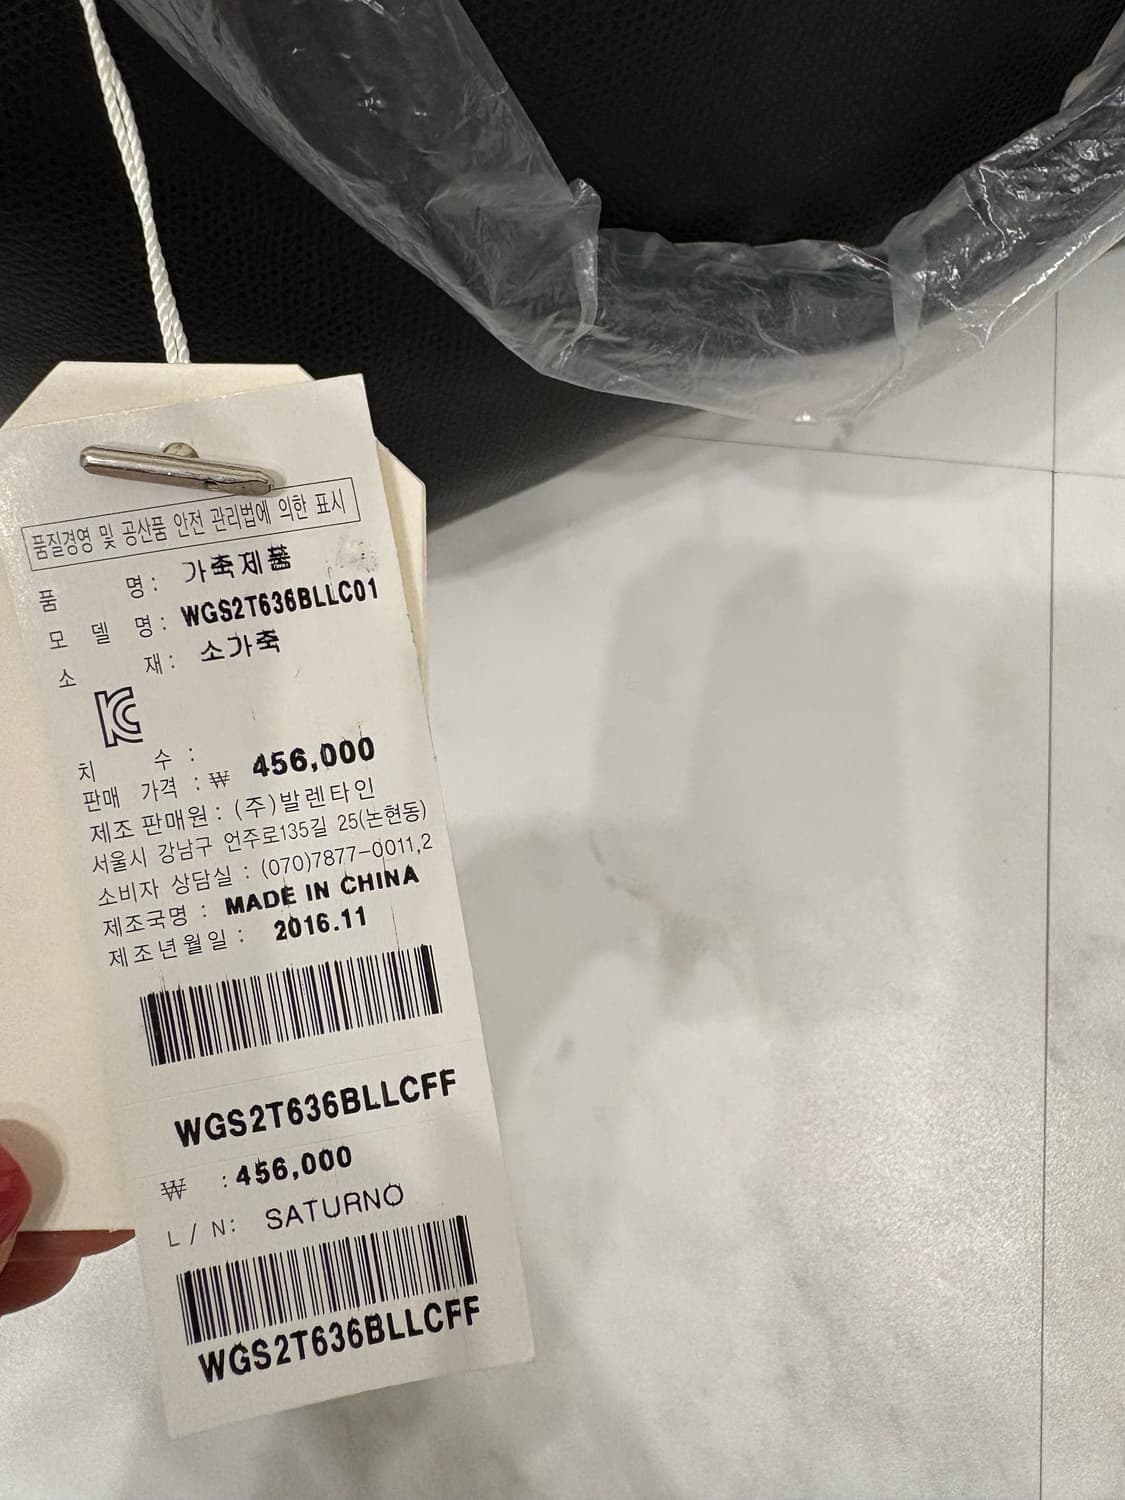 품질경영 및 공산품 안전 관리법에 의한 표시
품 명: 가죽제품
모 델 명: WGS2T636BLLC01
소 재: 소가죽
KC
치 수:
판매 가격 : ₩ 456,000
제조 판매원: (주)발렌타인
서울시 강남구 언주로135길 25(논현동)
소비자 상담실 : (070)7877-0011,2
제조국명 : MADE IN CHINA
제조년월일: 2016.11
WGS2T636BLLCFF
₩ :456,000
L/N: SATURNO
WGS2T636BLLCFF